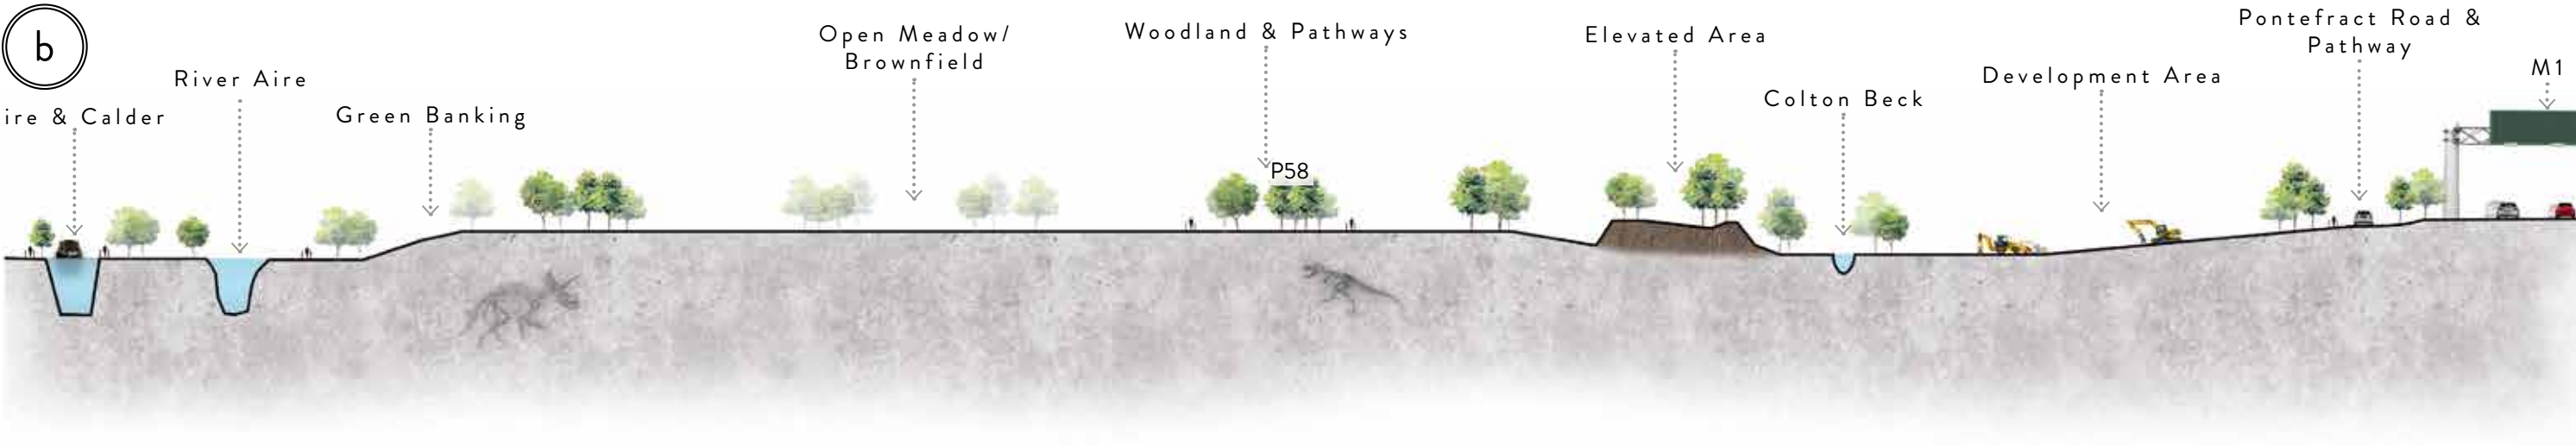 b
ire & Calder
River Aire
Green Banking
Open Meadow/
Brownfield
Woodland & Pathways
P58
Elevated Area
Colton Beck
Development Area
Pontefract Road &
Pathway
M1